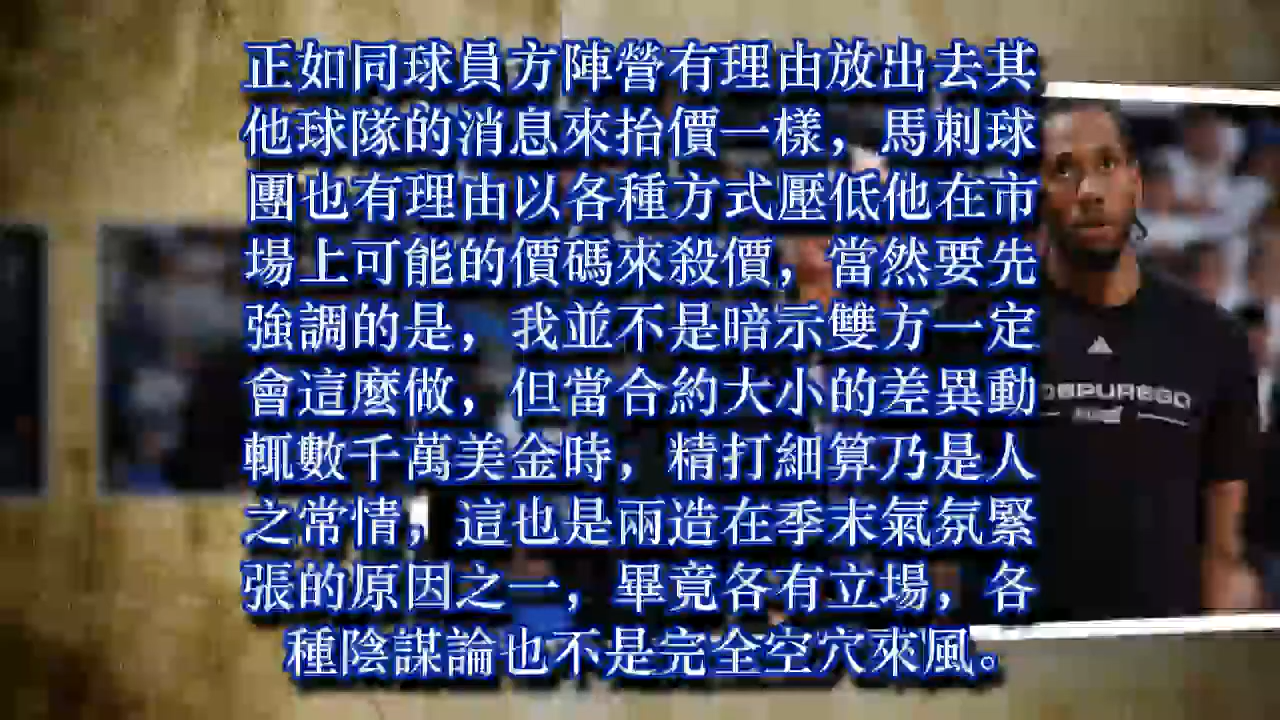 正如同球員方陣營有理由放出去其
他球隊的消息來抬價一樣，馬刺球
團也有理由以各種方式壓低他在市
場上可能的價碼來殺價，當然要先
強調的是，我並不是暗示雙方一定
會這麼做，但當合約大小的差異動
輒數千萬美金時，精打細算乃是人
之常情，這也是兩造在季末氣氛緊
張的原因之一，畢竟各有立場，各
種陰謀論也不是完全空穴來風。